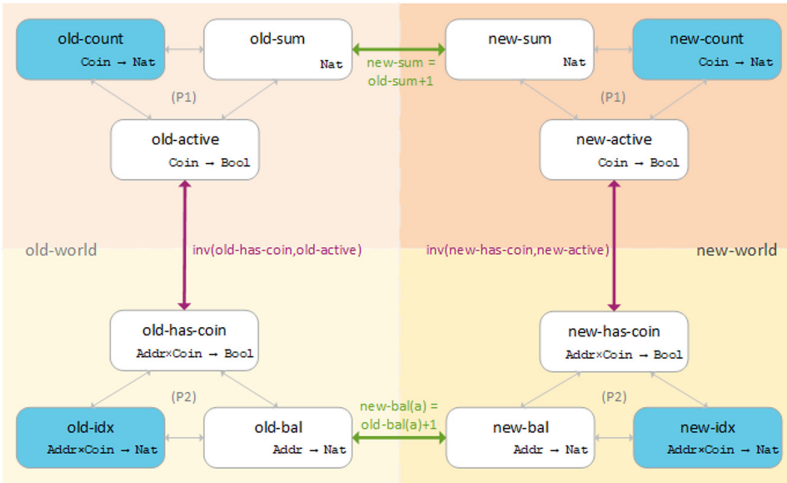 old-count
Coin → Nat
old-sum
Nat
new-sum =
old-sum+1
new-sum
Nat
new-count
Coin → Nat
(P1)
(P1)
old-active
Coin → Bool
new-active
Coin → Bool
old-world
inv(old-has-coin,old-active)
inv(new-has-coin,new-active)
new-world
old-has-coin
Addr×Coin → Bool
new-has-coin
Addr×Coin → Bool
(P2)
(P2)
old-idx
Addr×Coin → Nat
old-bal
Addr → Nat
new-bal(a) =
old-bal(a)+1
new-bal
Addr → Nat
new-idx
Addr×Coin → Nat